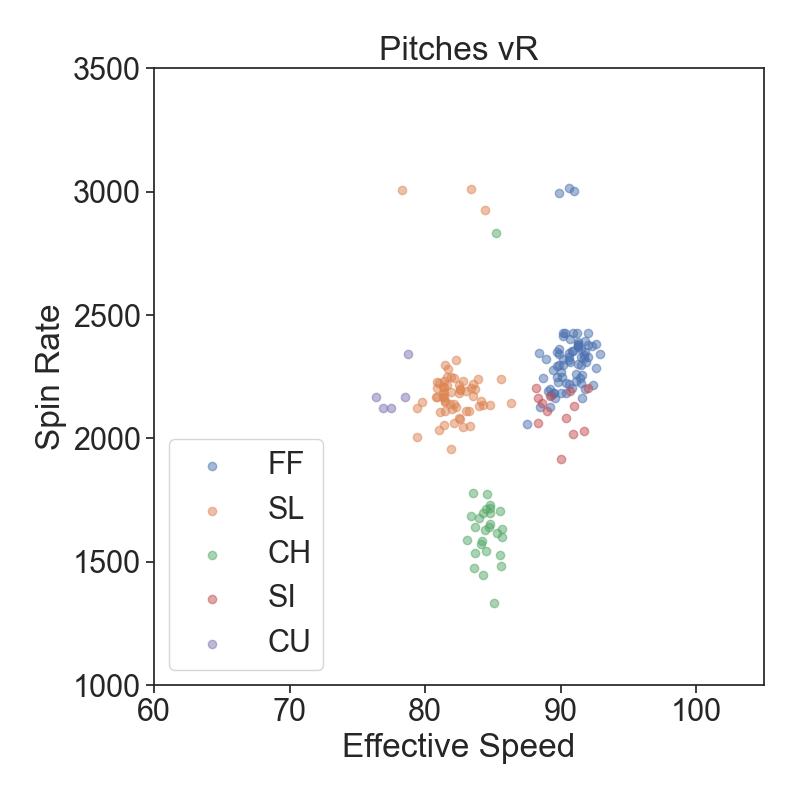 Pitches vR
3500
3000
2500
2000
1500
1000
Spin Rate
FF
SL
CH
SI
CU
60 70 80 90 100
Effective Speed